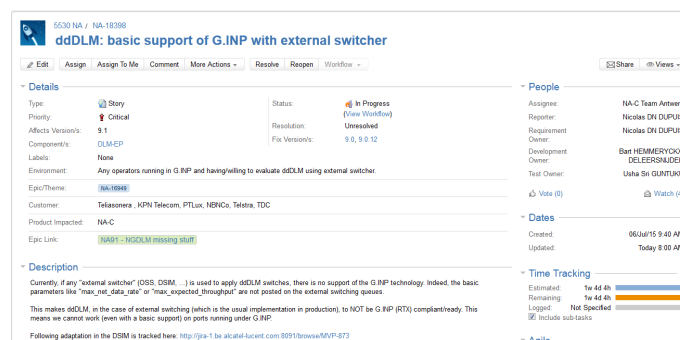 5530 NA / NA-18398
ddDLM: basic support of G.INP with external switcher
Edit Assign Assign To Me Comment More Actions Resolve Reopen Workflow Share Views
Details
Type: Story
Status: In Progress
(View Workflow)
Priority: Critical
Resolution: Unresolved
Affects Version/s: 9.1
Fix Version/s: 9.0, 9.0.12
Component/s: DLM-EP
Labels: None
Environment: Any operators running in G.INP and having/willing to evaluate ddDLM using external switcher.
Epic/Theme: NA-16949
Customer: Teliasonera , KPN Telecom, PTLux, NBNCo, Telstra, TDC
Product Impacted: NA-C
Epic Link: NA91 - NGDLM missing stuff
Description
Currently, if any "external switcher" (OSS, DSIM, ...) is used to apply ddDLM switches, there is no support of the G.INP technology. Indeed, the basic
parameters like "max_net_data_rate" or "max_expected_throughput" are not posted on the external switching queues.
This makes ddDLM, in the case of external switching (which is the usual implementation in production), to NOT be G.INP (RTX) compliant/ready. This
means we cannot work (even with a basic support) on ports running under G.INP.
Following adaptation in the DSIM is tracked here: http://jira-1.be.alcatel-lucent.com:8091/browse/MVP-873
People
Assignee: NA-C Team Antwer
Reporter: Nicolas DN DUPUI
Requirement Nicolas DN DUPUI
Owner:
Development Bart HEMMERYCKX
Owner: DELEERSNIJDE
Test Owner: Usha Sri GUNTUK
Vote (0) Watch (4
Dates
Created: 06/Jul/15 9:40 AM
Updated: Today 8:00 AM
Time Tracking
Estimated: 1w 4d 4h
Remaining: 1w 4d 4h
Logged: Not Specified
Include sub-tasks
Agile